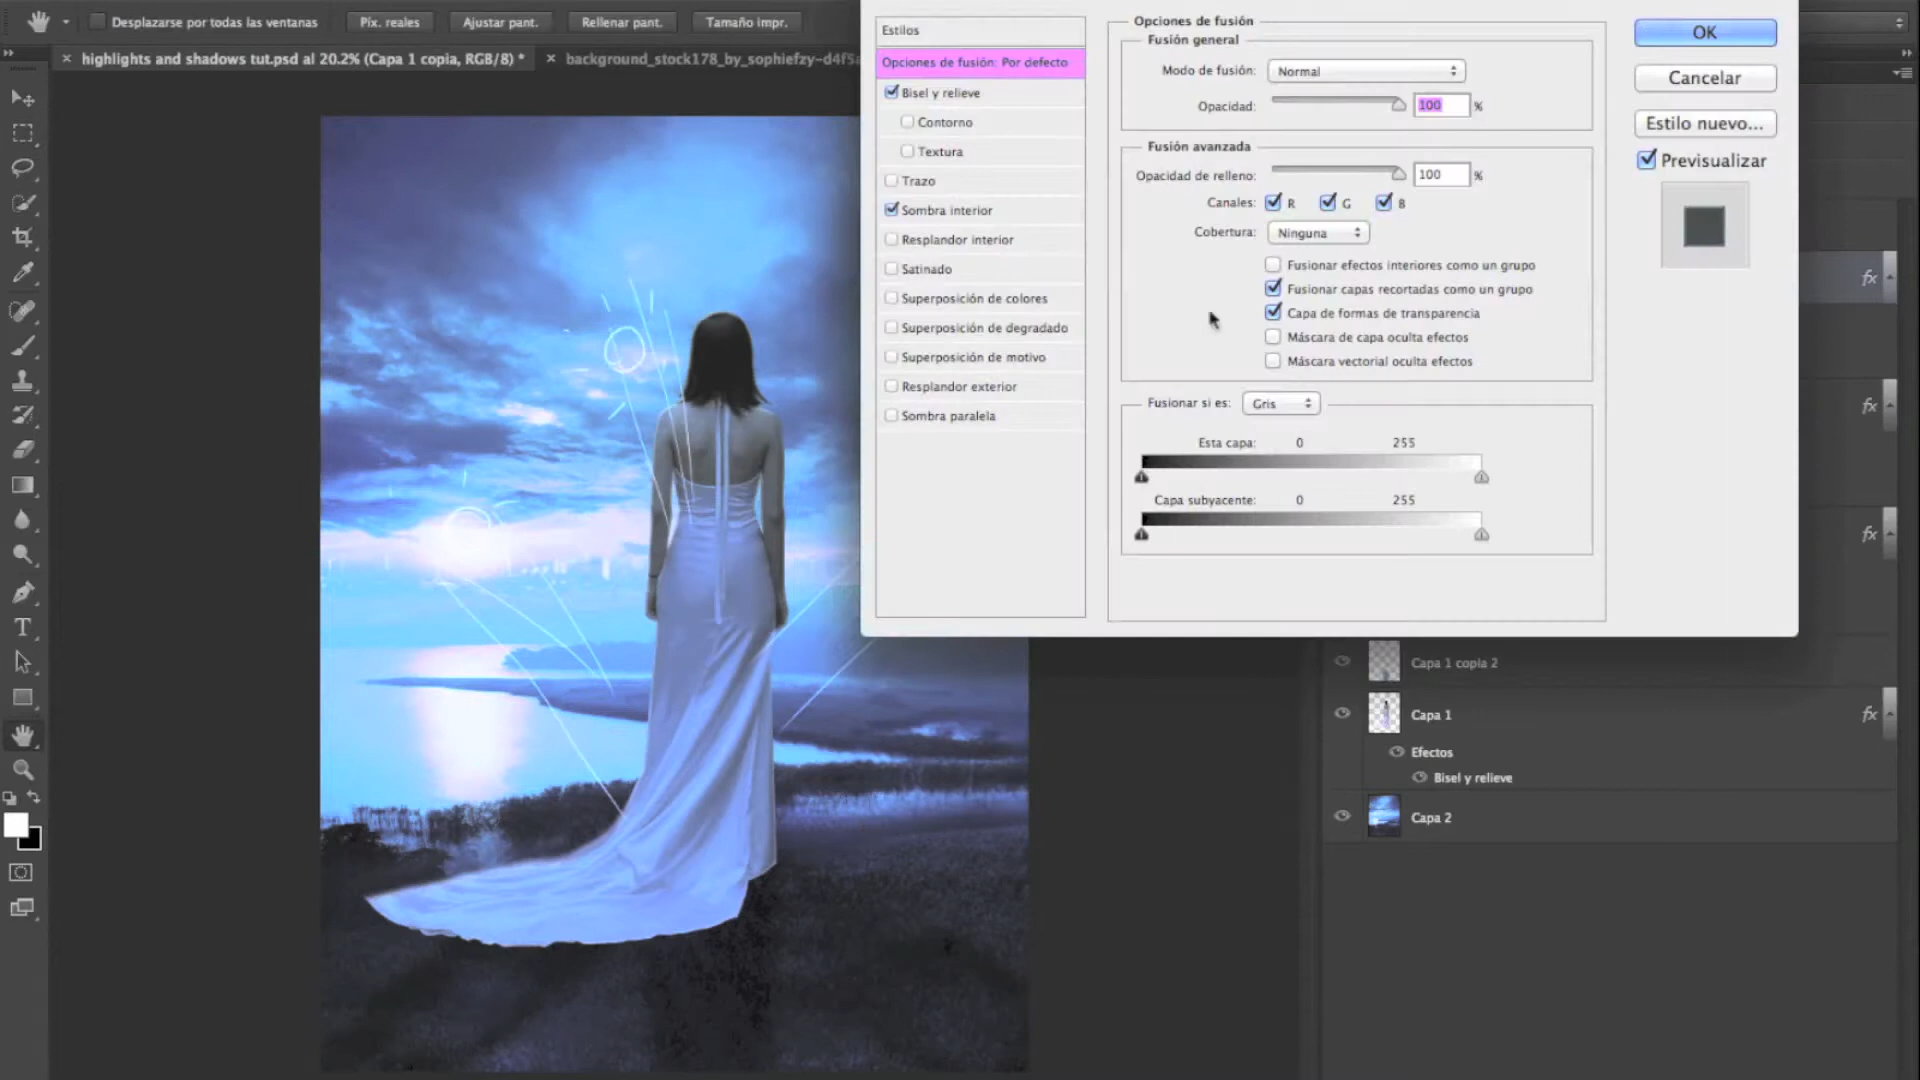 Desplazarse por todas las ventanas
Píx. reales
Ajustar pant.
Rellenar pant.
Tamaño impr.
highlights and shadows tut.psd al 20.2% (Capa 1 copia, RGB/8) *
background_stock178_by_sophiefzy-d4f5
Estilos
Opciones de fusión: Por defecto
Bisel y relieve
Contorno
Textura
Trazo
Sombra interior
Resplandor interior
Satinado
Superposición de colores
Superposición de degradado
Superposición de motivo
Resplandor exterior
Sombra paralela
Opciones de fusión
Fusión general
Modo de fusión: Normal
Opacidad: 100 %
Fusión avanzada
Opacidad de relleno: 100 %
Canales: R G B
Cobertura: Ninguna
Fusionar efectos interiores como un grupo
Fusionar capas recortadas como un grupo
Capa de formas de transparencia
Máscara de capa oculta efectos
Máscara vectorial oculta efectos
Fusionar si es: Gris
Esta capa: 0 255
Capa subyacente: 0 255
OK
Cancelar
Estilo nuevo...
Previsualizar
fx
fx
fx
Capa 1 copia 2
Capa 1
fx
Efectos
Bisel y relieve
Capa 2